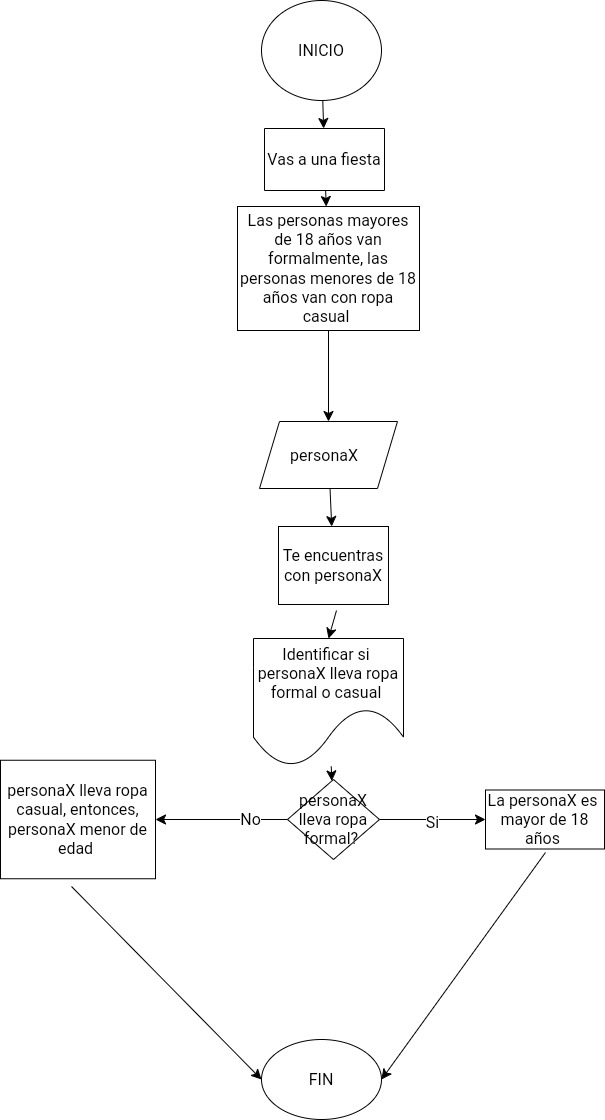 INICIO
Vas a una fiesta
Las personas mayores
de 18 años van
formalmente, las
personas menores de 18
años van con ropa
casual
personaX
Te encuentras
con personaX
Identificar si
personaX lleva ropa
formal o casual
personaX
lleva ropa
formal?
No
Si
personaX lleva ropa
casual, entonces,
personaX menor de
edad
La personaX es
mayor de 18
años
FIN